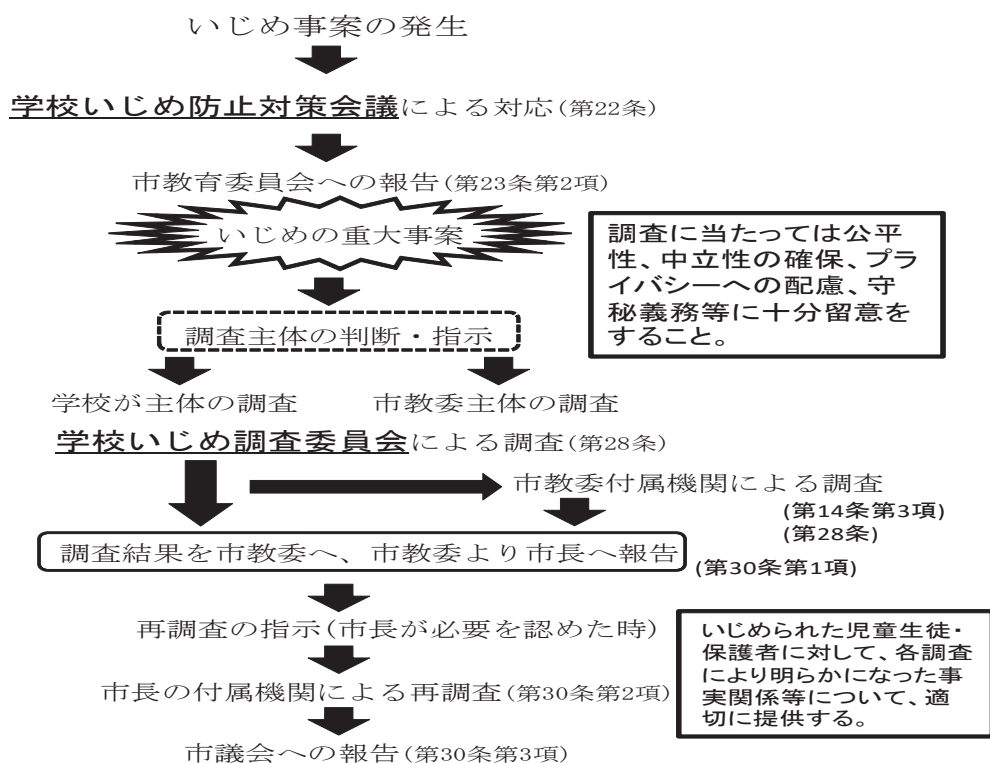 いじめ事案の発生
学校いじめ防止対策会議による対応(第22条)
市教育委員会への報告(第23条第2項)
いじめの重大事案
調査に当たっては公平
性、中立性の確保、プラ
イバシーへの配慮、守
秘義務等に十分留意を
すること。
調査主体の判断・指示
学校が主体の調査　市教委主体の調査
学校いじめ調査委員会による調査(第28条)
市教委付属機関による調査
(第14条第3項)
(第28条)
調査結果を市教委へ、市教委より市長へ報告
(第30条第1項)
再調査の指示(市長が必要を認めた時)
市長の付属機関による再調査(第30条第2項)
市議会への報告(第30条第3項)
いじめられた児童生徒・
保護者に対して、各調査
により明らかになった事
実関係等について、適
切に提供する。